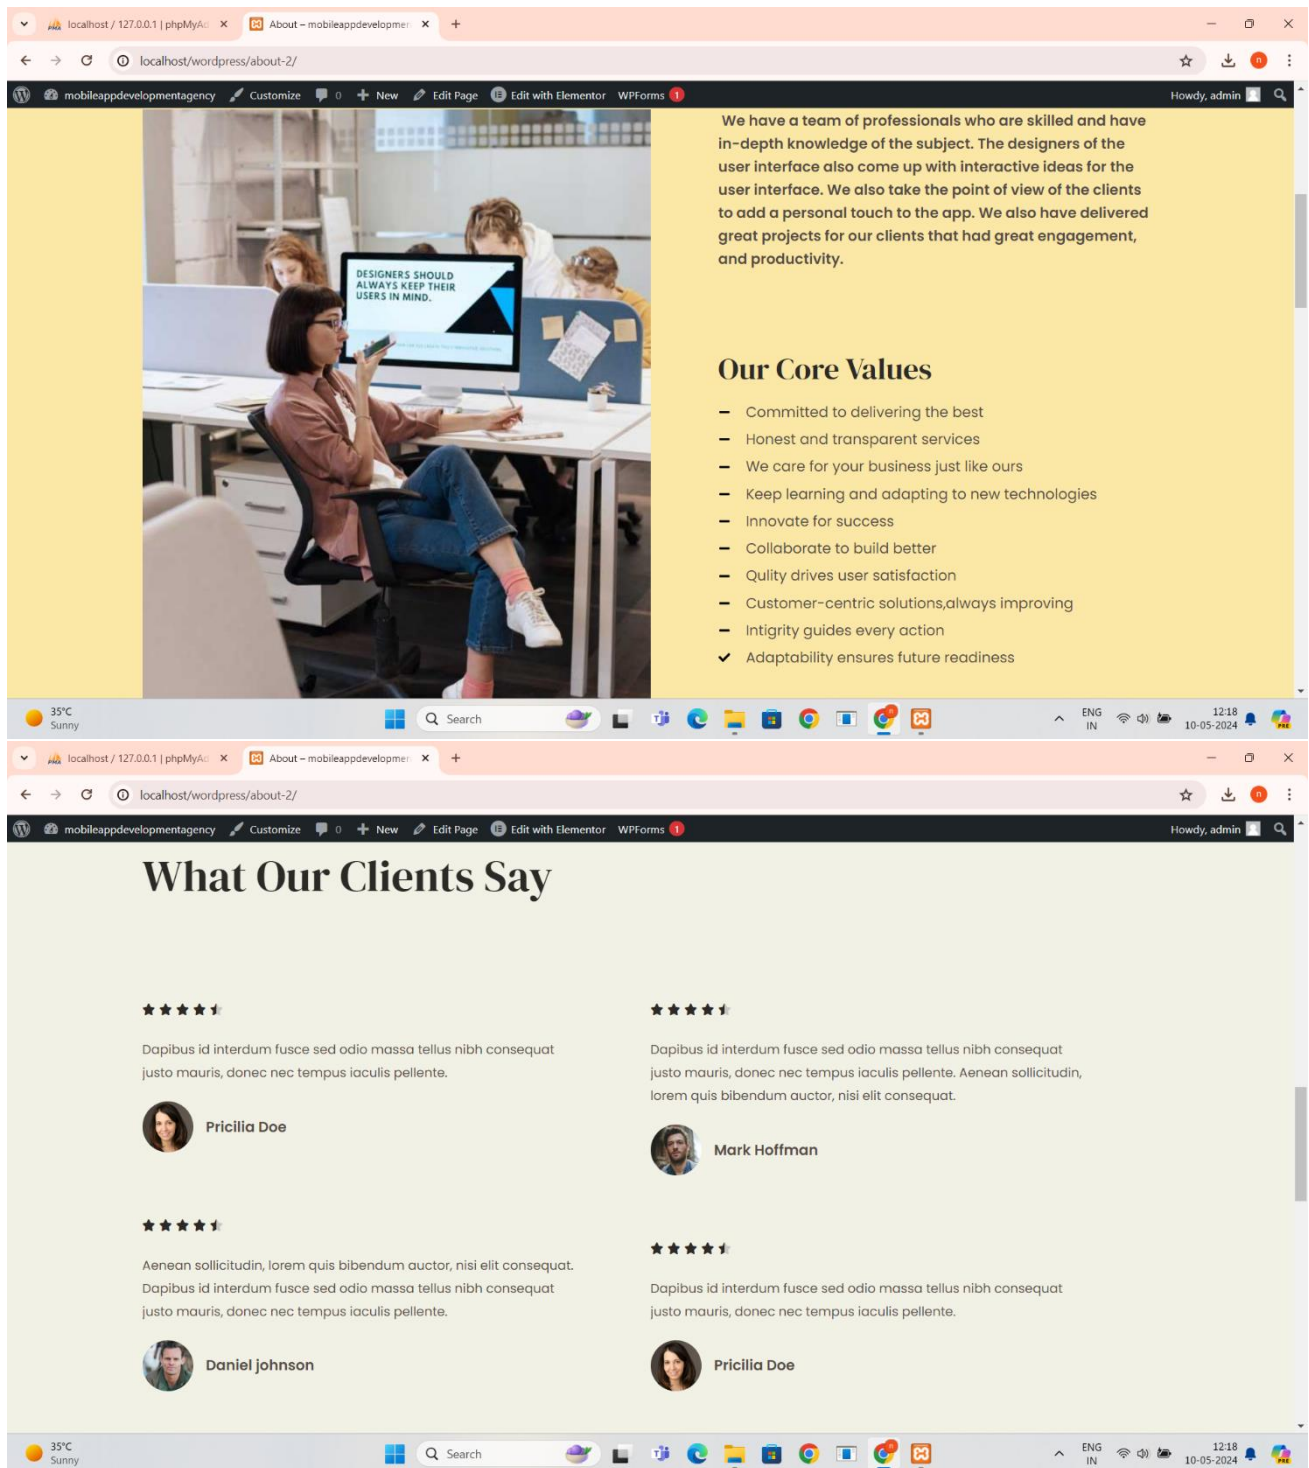 localhost / 127.0.0.1 | phpMyAd
About – mobileappdevelopmen
localhost/wordpress/about-2/
n
mobileappdevelopmentagency Customize 0 New Edit Page Edit with Elementor WPForms 1 Howdy, admin
We have a team of professionals who are skilled and have
in-depth knowledge of the subject. The designers of the
user interface also come up with interactive ideas for the
user interface. We also take the point of view of the clients
to add a personal touch to the app. We also have delivered
great projects for our clients that had great engagement,
and productivity.
DESIGNERS SHOULD
ALWAYS KEEP THEIR
USERS IN MIND.
Our Core Values
Committed to delivering the best
Honest and transparent services
We care for your business just like ours
Keep learning and adapting to new technologies
Innovate for success
Collaborate to build better
Qulity drives user satisfaction
Customer-centric solutions,always improving
Intigrity guides every action
Adaptability ensures future readiness
35°C
Sunny
Search
ENG
IN
12:18
10-05-2024
PRE
localhost / 127.0.0.1 | phpMyAd
About – mobileappdevelopmen
localhost/wordpress/about-2/
n
mobileappdevelopmentagency Customize 0 New Edit Page Edit with Elementor WPForms 1 Howdy, admin
What Our Clients Say
Dapibus id interdum fusce sed odio massa tellus nibh consequat
justo mauris, donec nec tempus iaculis pellente.
Pricilia Doe
Dapibus id interdum fusce sed odio massa tellus nibh consequat
justo mauris, donec nec tempus iaculis pellente. Aenean sollicitudin,
lorem quis bibendum auctor, nisi elit consequat.
Mark Hoffman
Aenean sollicitudin, lorem quis bibendum auctor, nisi elit consequat.
Dapibus id interdum fusce sed odio massa tellus nibh consequat
justo mauris, donec nec tempus iaculis pellente.
Daniel johnson
Dapibus id interdum fusce sed odio massa tellus nibh consequat
justo mauris, donec nec tempus iaculis pellente.
Pricilia Doe
35°C
Sunny
Search
ENG
IN
12:18
10-05-2024
PRE